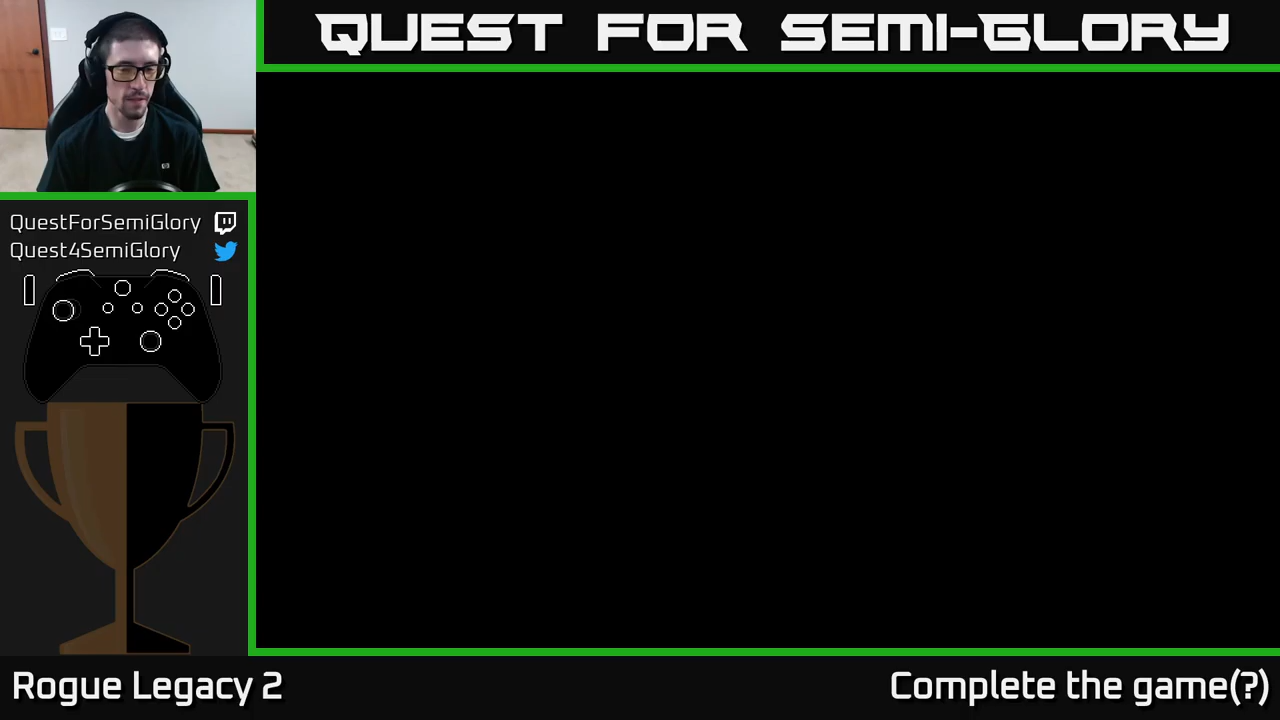 QUEST FOR SEMI-GLORY
QuestForSemiGlory
Quest4SemiGlory
Rogue Legacy 2
Complete the game(?)